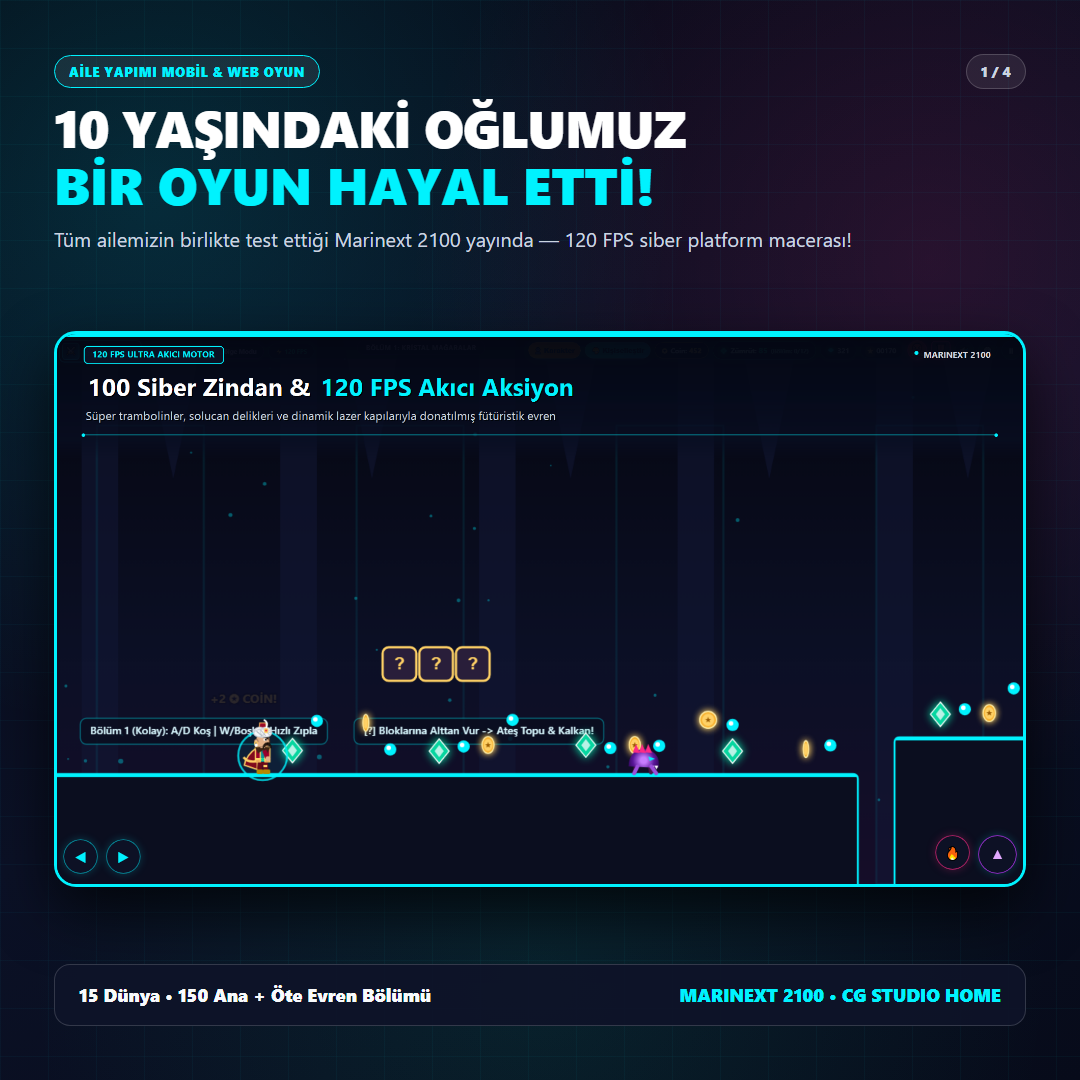 AİLE YAPIMI MOBİL & WEB OYUN
1 / 4
10 YAŞINDAKİ OĞLUMUZ
BİR OYUN HAYAL ETTİ!
Tüm ailemizin birlikte test ettiği Marinext 2100 yayında — 120 FPS siber platform macerası!
120 FPS ULTRA AKICI MOTOR
MARINEXT 2100
100 Siber Zindan & 120 FPS Akıcı Aksiyon
Süper trambolinler, solucan delikleri ve dinamik lazer kapılarıyla donatılmış fütüristik evren
? ? ?
+2 COİN!
Bölüm 1 (Kolay): A/D Koş | Hızlı Zıpla
[?] Bloklarına Alttan Vur -> Ateş Topu & Kalkan!
15 Dünya • 150 Ana + Öte Evren Bölümü
MARINEXT 2100 • CG STUDIO HOME